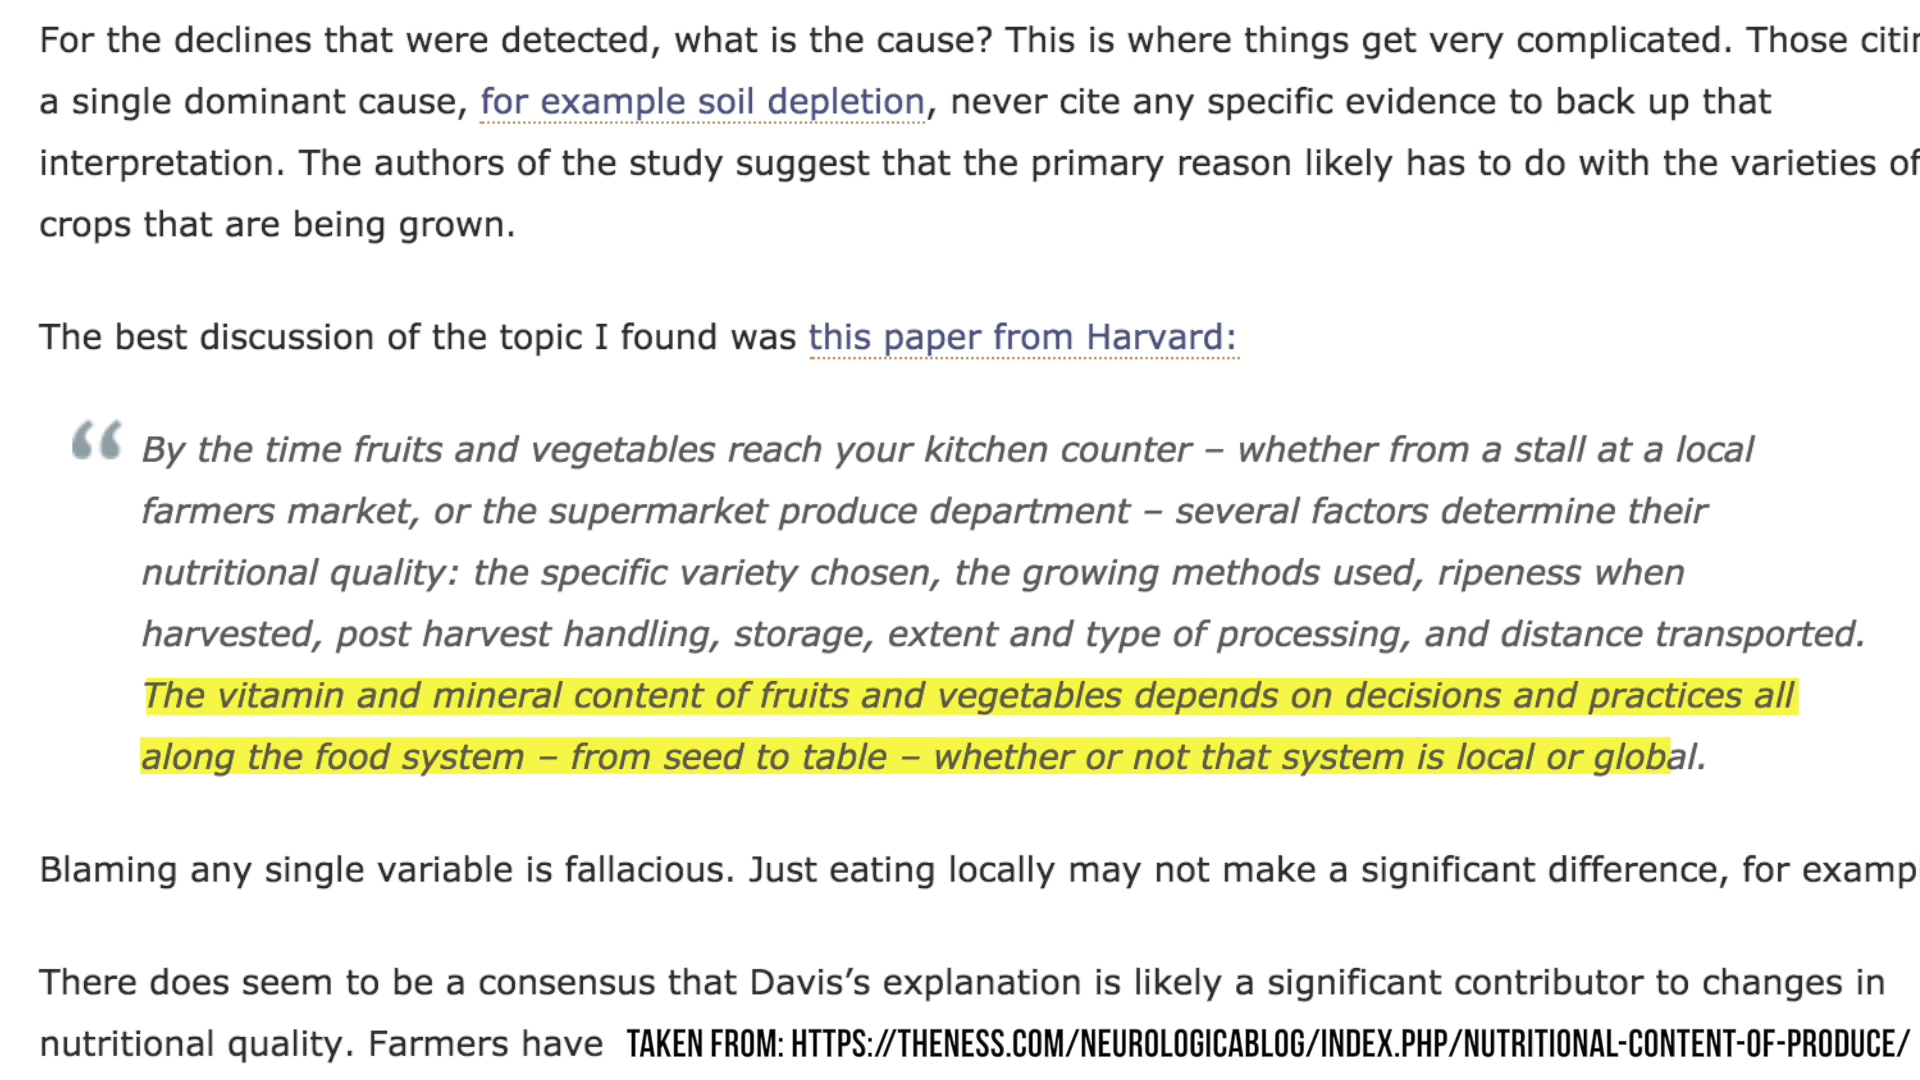 For the declines that were detected, what is the cause? This is where things get very complicated. Those
a single dominant cause, for example soil depletion, never cite any specific evidence to back up that
interpretation. The authors of the study suggest that the primary reason likely has to do with the varieties of
crops that are being grown.
The best discussion of the topic I found was this paper from Harvard:
“ By the time fruits and vegetables reach your kitchen counter – whether from a stall at a local
farmers market, or the supermarket produce department – several factors determine their
nutritional quality: the specific variety chosen, the growing methods used, ripeness when
harvested, post harvest handling, storage, extent and type of processing, and distance transported.
The vitamin and mineral content of fruits and vegetables depends on decisions and practices all
along the food system – from seed to table – whether or not that system is local or global.
Blaming any single variable is fallacious. Just eating locally may not make a significant difference, for
There does seem to be a consensus that Davis’s explanation is likely a significant contributor to changes in
nutritional quality. Farmers have TAKEN FROM: HTTPS://THENESS.COM/NEUROLOGICABLOG/INDEX.PHP/NUTRITIONAL-CONTENT-OF-PRODUCE/